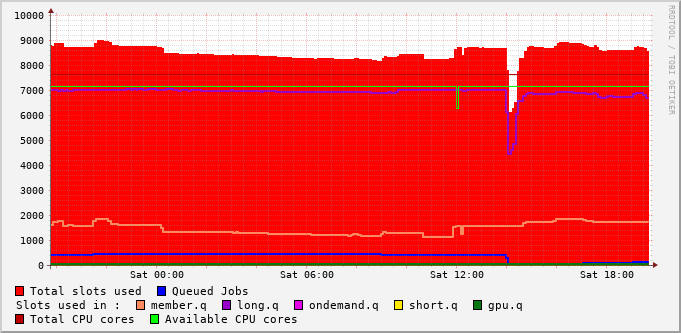 10000
9000
8000
7000
6000
5000
4000
3000
2000
1000
0
Sat 00:00 Sat 06:00 Sat 12:00 Sat 18:00
Total slots used Queued Jobs
Slots used in : member.q long.q ondemand.q short.q gpu.q
Total CPU cores Available CPU cores
RRDTOOL / TOBI OETIKER